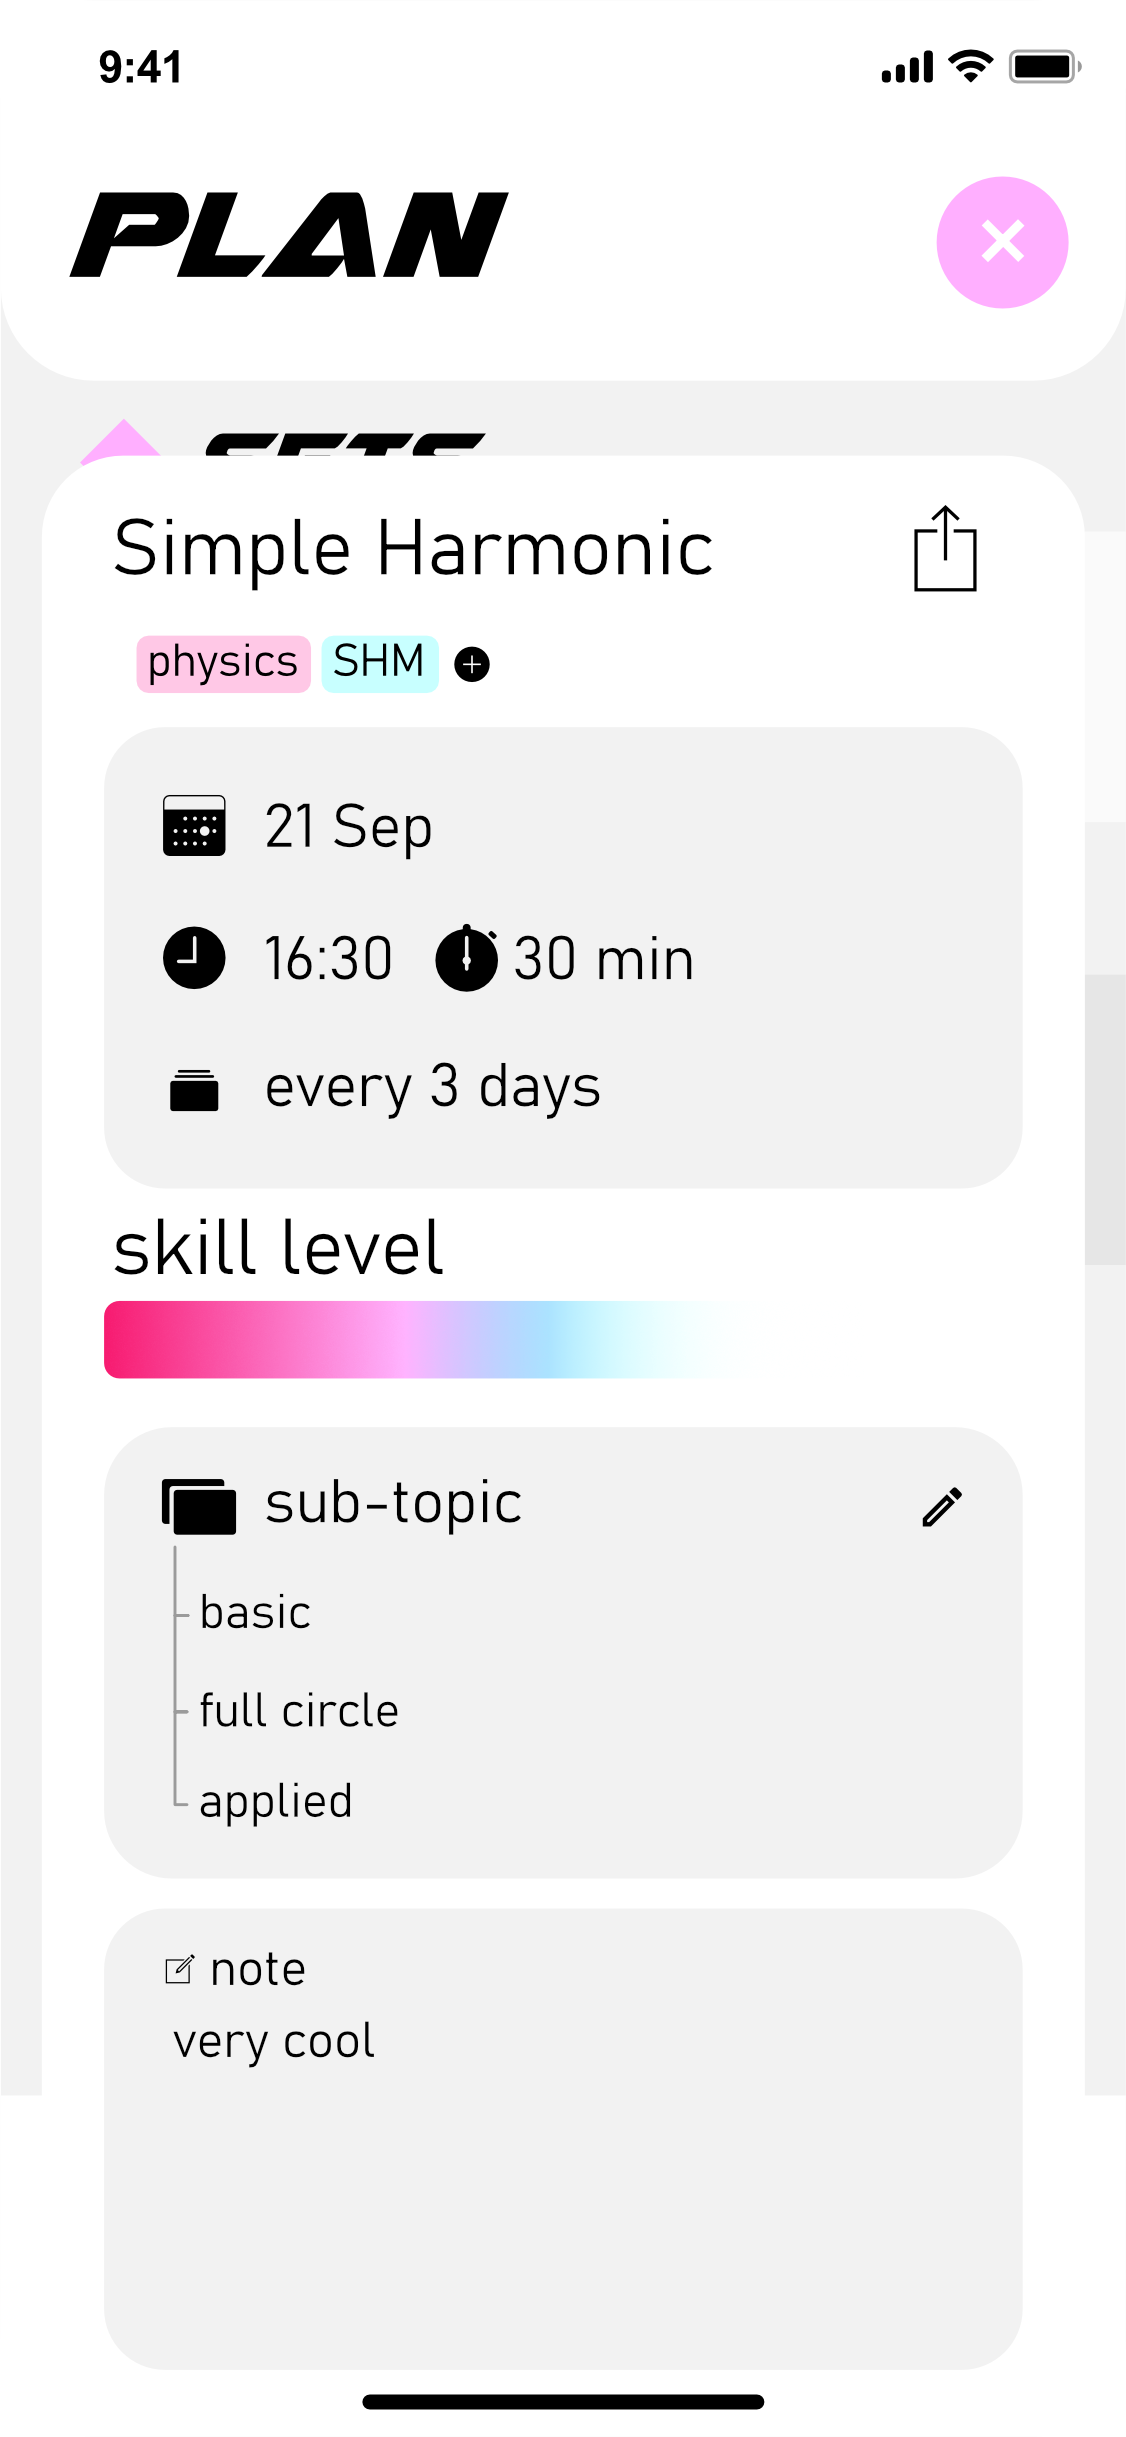 9:41
PLAN
SETS
Simple Harmonic
physics SHM
21 Sep
16:30 30 min
every 3 days
skill level
sub-topic
basic
full circle
applied
note
very cool